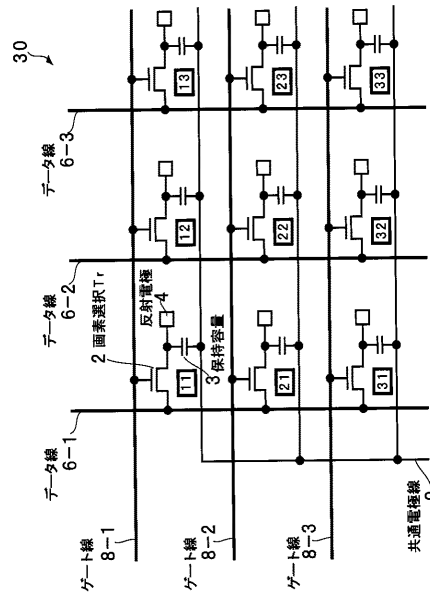 30
データ線
6-1
データ線
6-2
データ線
6-3
ゲート線
8-1
ゲート線
8-2
ゲート線
8-3
2 画素選択Tr
反射電極
4
3 保持容量
11
12
13
21
22
23
31
32
33
共通電極線